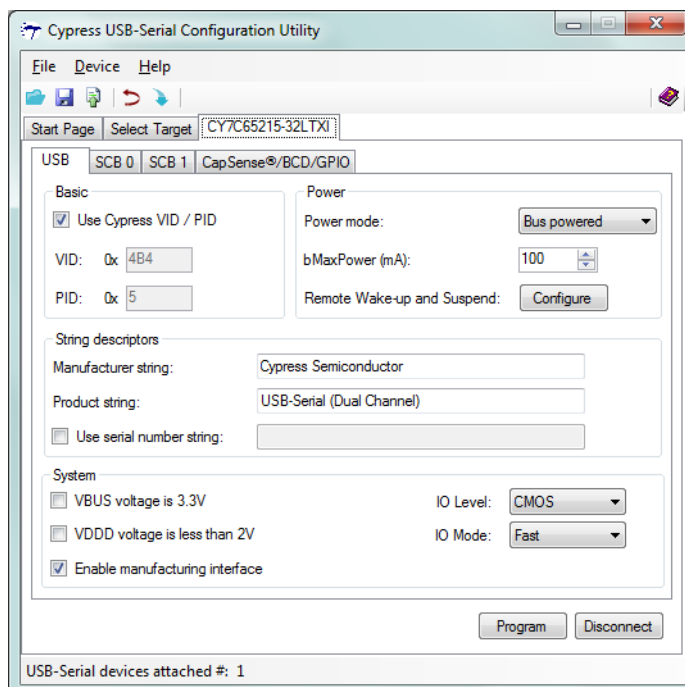 Cypress USB-Serial Configuration Utility
File Device Help
Start Page Select Target CY7C65215-32LTXI
USB SCB 0 SCB 1 CapSense®/BCD/GPIO
Basic Power
Use Cypress VID / PID Power mode: Bus powered
VID: 0x 4B4 bMaxPower (mA): 100
PID: 0x 5 Remote Wake-up and Suspend: Configure
String descriptors
Manufacturer string: Cypress Semiconductor
Product string: USB-Serial (Dual Channel)
Use serial number string:
System
VBUS voltage is 3.3V IO Level: CMOS
VDDD voltage is less than 2V IO Mode: Fast
Enable manufacturing interface
Program Disconnect
USB-Serial devices attached #: 1